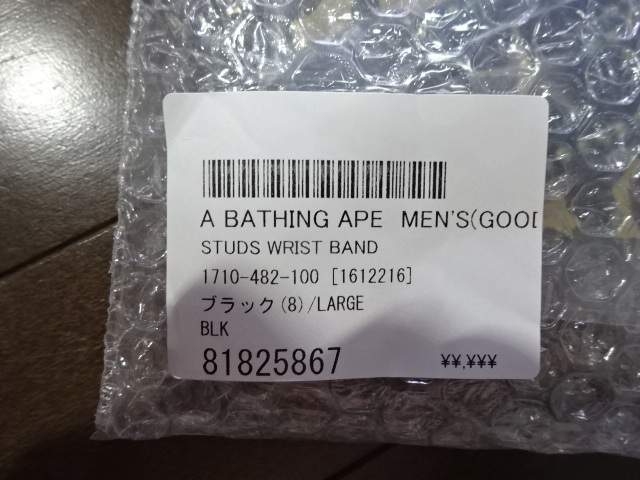 A BATHING APE MEN'S(GOOD
STUDS WRIST BAND
1710-482-100 [1612216]
ブラック(8)/LARGE
BLK
81825867 ¥¥,¥¥¥